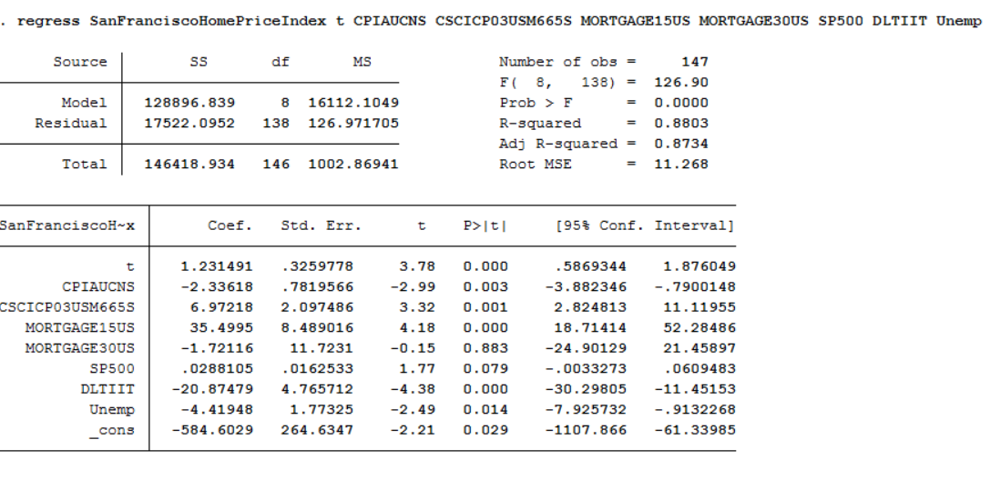 . regress SanFranciscoHomePriceIndex t CPIAUCNS CSCICP03USM665S MORTGAGE15US MORTGAGE30US SP500 DLTIIT Unemp
Source SS df MS Number of obs = 147
F( 8, 138) = 126.90
Model 128896.839 8 16112.1049 Prob > F = 0.0000
Residual 17522.0952 138 126.971705 R-squared = 0.8803
Adj R-squared = 0.8734
Total 146418.934 146 1002.86941 Root MSE = 11.268
SanFranciscoH~x Coef. Std. Err. t P>|t| [95% Conf. Interval]
t 1.231491 .3259778 3.78 0.000 .5869344 1.876049
CPIAUCNS -2.33618 .7819566 -2.99 0.003 -3.882346 -.7900148
CSCICP03USM665S 6.97218 2.097486 3.32 0.001 2.824813 11.11955
MORTGAGE15US 35.4995 8.489016 4.18 0.000 18.71414 52.28486
MORTGAGE30US -1.72116 11.7231 -0.15 0.883 -24.90129 21.45897
SP500 .0288105 .0162533 1.77 0.079 -.0033273 .0609483
DLTIIT -20.87479 4.765712 -4.38 0.000 -30.29805 -11.45153
Unemp -4.41948 1.77325 -2.49 0.014 -7.925732 -.9132268
_cons -584.6029 264.6347 -2.21 0.029 -1107.866 -61.33985